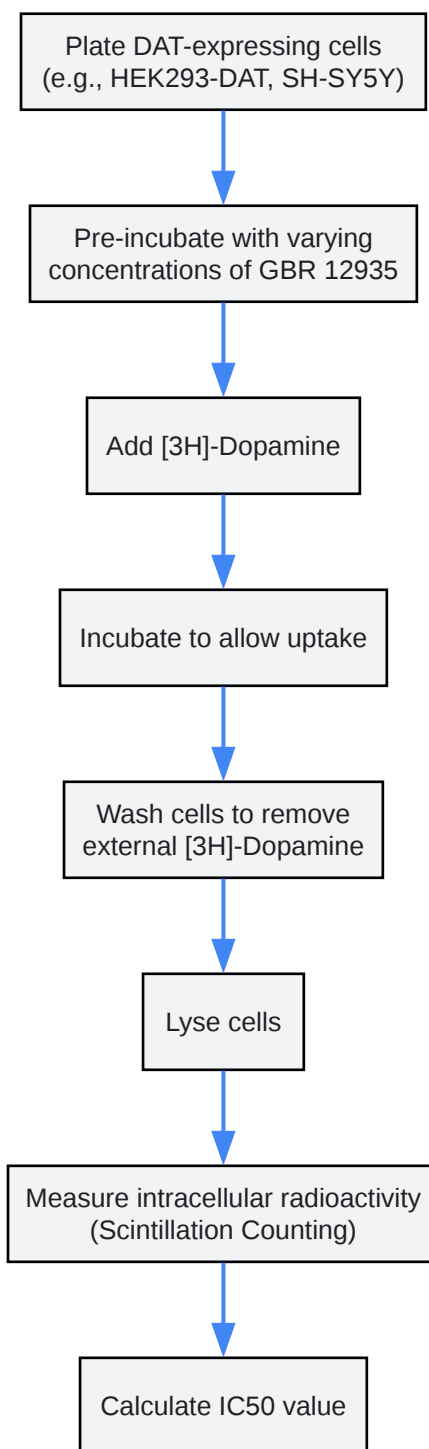 Plate DAT-expressing cells
(e.g., HEK293-DAT, SH-SY5Y)
Pre-incubate with varying
concentrations of GBR 12935
Add [3H]-Dopamine
Incubate to allow uptake
Wash cells to remove
external [3H]-Dopamine
Lyse cells
Measure intracellular radioactivity
(Scintillation Counting)
Calculate IC50 value